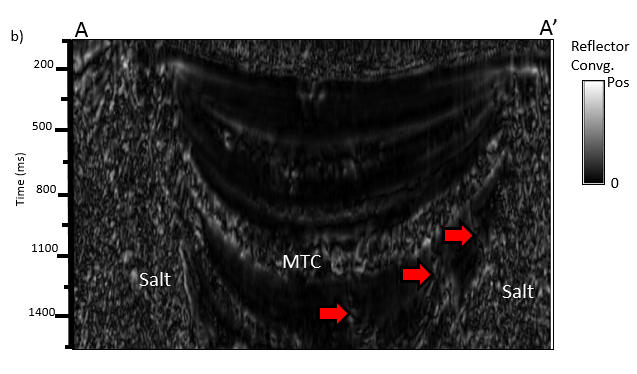 b)
A
A’
Reflector
Convg.
Pos
0
200
500
800
1100
1400
Time (ms)
MTC
Salt
Salt